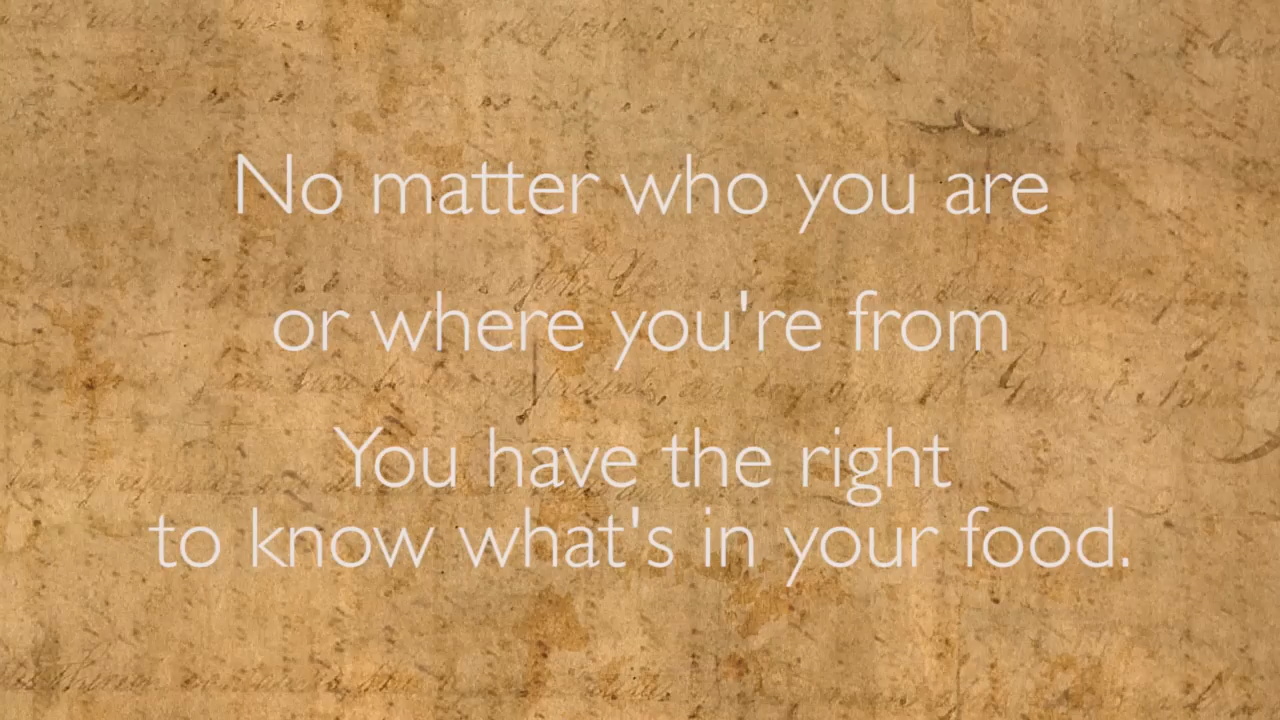 No matter who you are
or where you're from
You have the right
to know what's in your food.